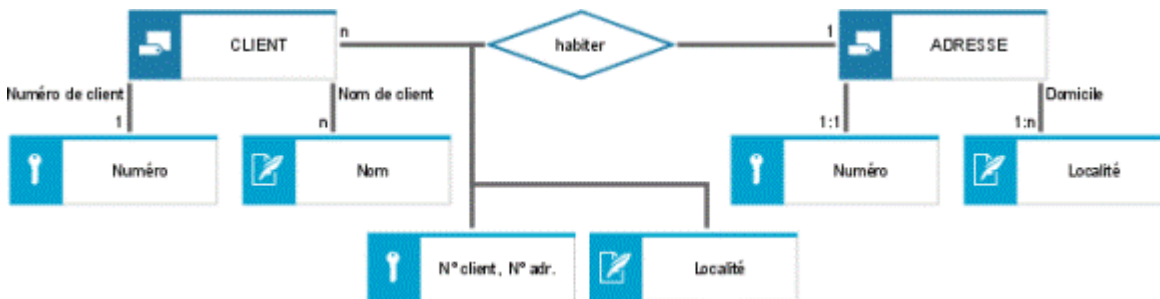 CLIENT
n
habiter
1
ADRESSE
Numéro de client
Nom de client
Domicile
1
n
1:1
1:n
Numéro
Nom
Numéro
Localité
N° client, N° adr.
Localité